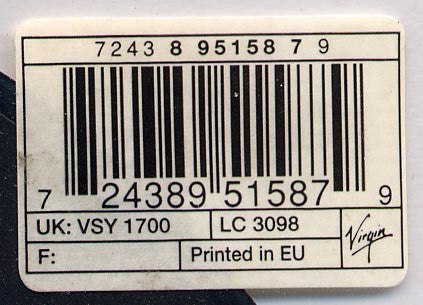 7243 8 95158 7 9
7 24389 51587 9
UK: VSY 1700
LC 3098
Virgin
F:
Printed in EU